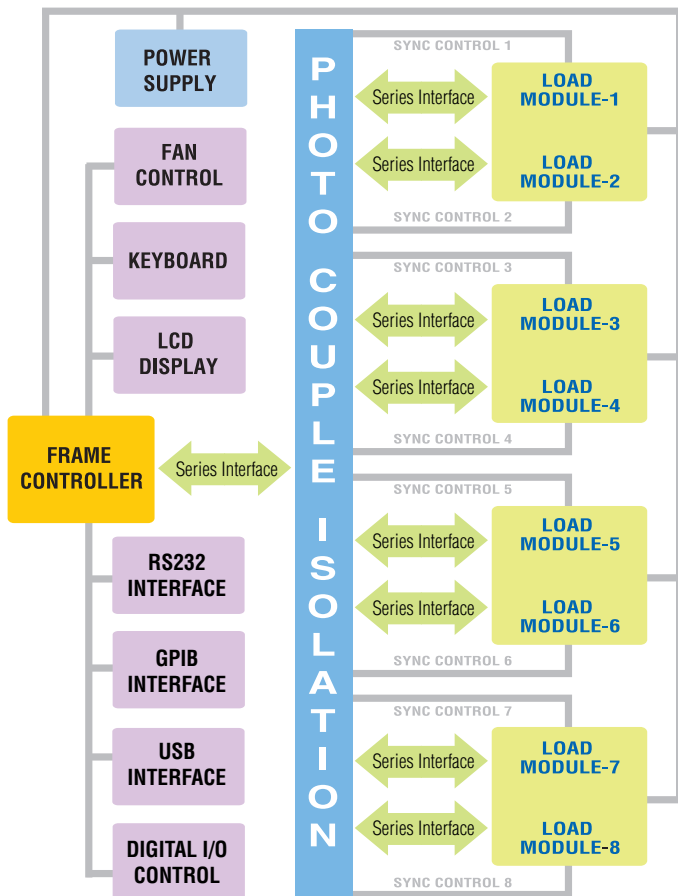 POWER
SUPPLY
FAN
CONTROL
KEYBOARD
LCD
DISPLAY
FRAME
CONTROLLER
Series Interface
RS232
INTERFACE
GPIB
INTERFACE
USB
INTERFACE
DIGITAL I/O
CONTROL
PHOTO COUPLE ISOLATION
SYNC CONTROL 1
Series Interface
LOAD
MODULE-1
Series Interface
LOAD
MODULE-2
SYNC CONTROL 2
SYNC CONTROL 3
Series Interface
LOAD
MODULE-3
Series Interface
LOAD
MODULE-4
SYNC CONTROL 4
SYNC CONTROL 5
Series Interface
LOAD
MODULE-5
Series Interface
LOAD
MODULE-6
SYNC CONTROL 6
SYNC CONTROL 7
Series Interface
LOAD
MODULE-7
Series Interface
LOAD
MODULE-8
SYNC CONTROL 8